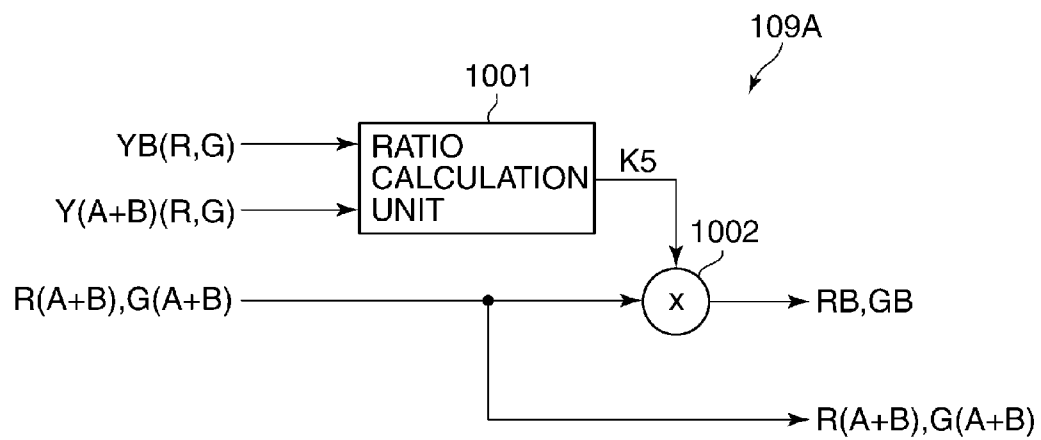 109A
1001
YB(R,G)
RATIO
CALCULATION
UNIT
K5
Y(A+B)(R,G)
1002
R(A+B),G(A+B)
x
RB,GB
R(A+B),G(A+B)